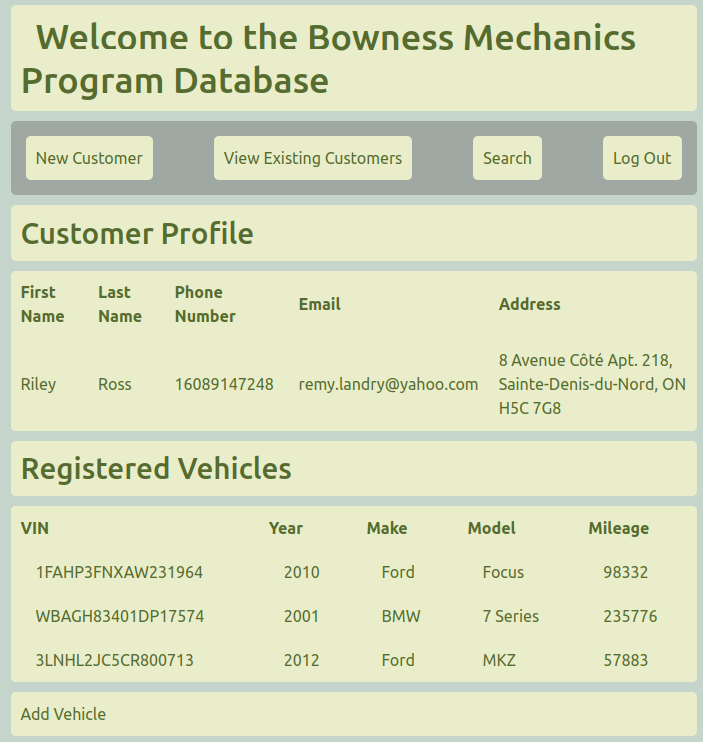 Welcome to the Bowness Mechanics
Program Database
New Customer View Existing Customers Search Log Out
Customer Profile
First Name Last Name Phone Number Email Address
Riley Ross 16089147248 remy.landry@yahoo.com 8 Avenue Côté Apt. 218,
Sainte-Denis-du-Nord, ON
H5C 7G8
Registered Vehicles
VIN Year Make Model Mileage
1FAHP3FNXAW231964 2010 Ford Focus 98332
WBAGH83401DP17574 2001 BMW 7 Series 235776
3LNHL2JC5CR800713 2012 Ford MKZ 57883
Add Vehicle